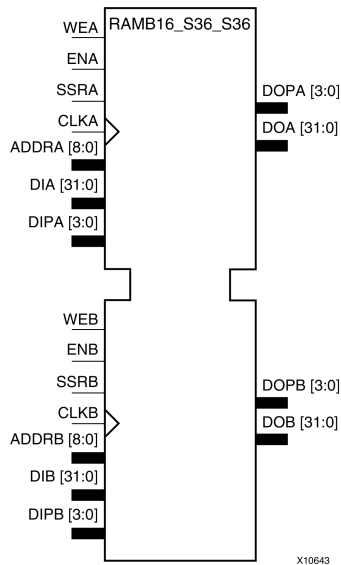 RAMB16_S36_S36
WEA
ENA
SSRA
CLKA
ADDRA [8:0]
DIA [31:0]
DIPA [3:0]
DOPA [3:0]
DOA [31:0]
WEB
ENB
SSRB
CLKB
ADDRB [8:0]
DIB [31:0]
DIPB [3:0]
DOPB [3:0]
DOB [31:0]
X10643